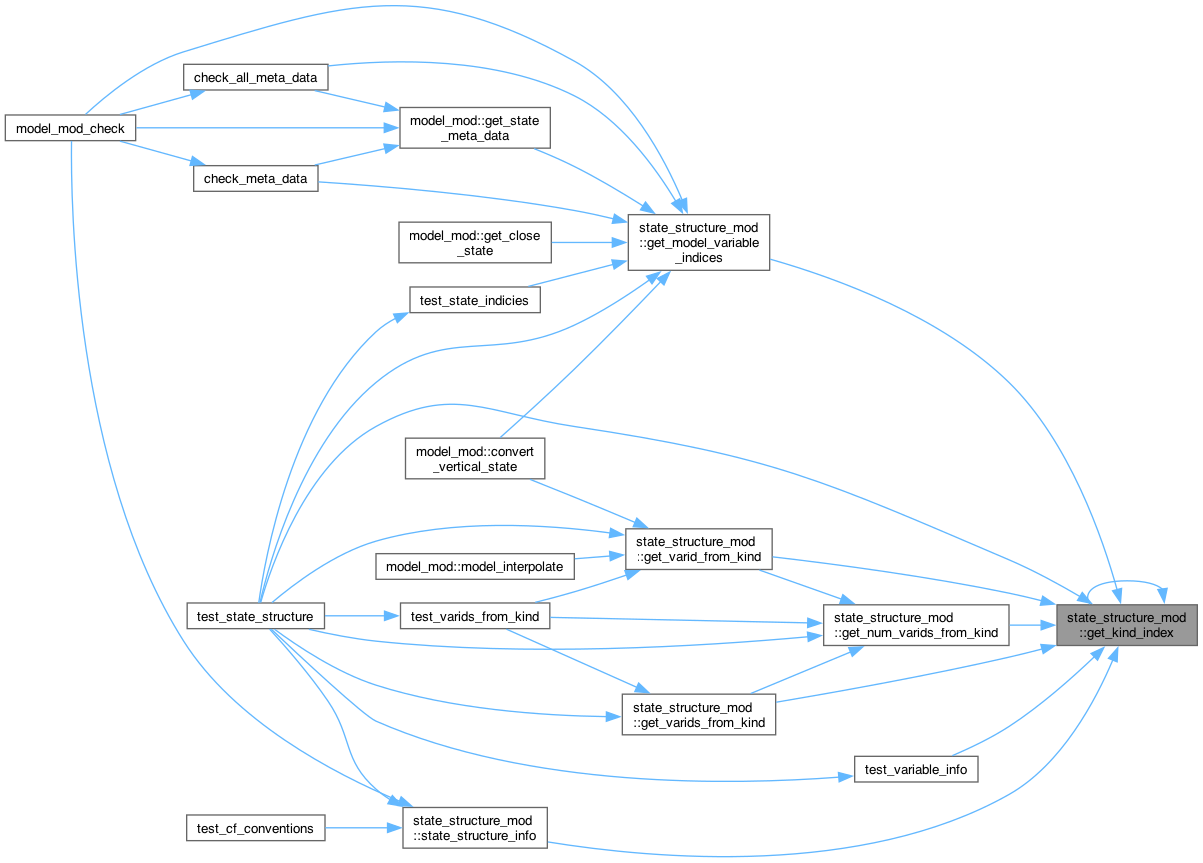 check_all_meta_data
model_mod_check
model_mod::get_state
_meta_data
check_meta_data
state_structure_mod
::get_model_variable
_indices
model_mod::get_close
_state
test_state_indicies
model_mod::convert
_vertical_state
state_structure_mod
::get_varid_from_kind
model_mod::model_interpolate
test_state_structure
test_varids_from_kind
state_structure_mod
::get_num_varids_from_kind
state_structure_mod
::get_kind_index
state_structure_mod
::get_varids_from_kind
test_variable_info
test_cf_conventions
state_structure_mod
::state_structure_info